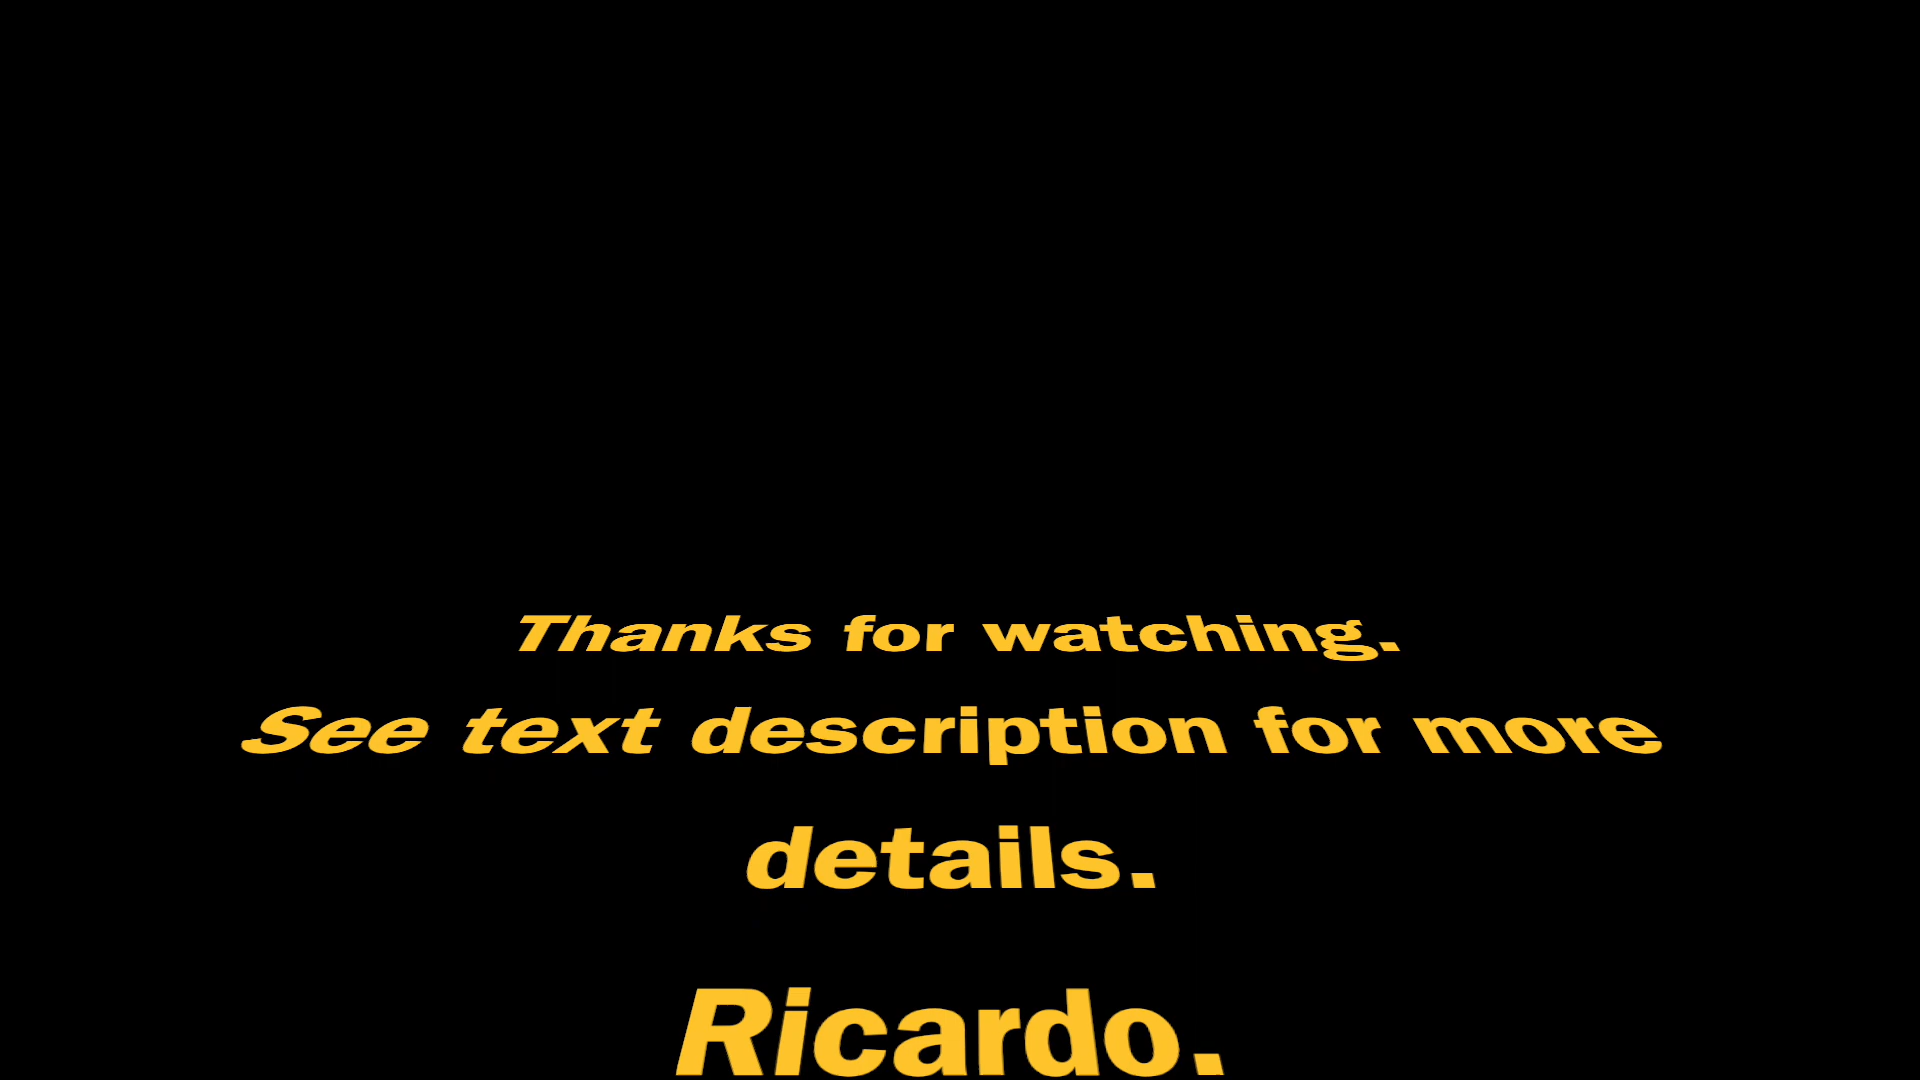 Thanks for watching.
See text description for more
details.
Ricardo.